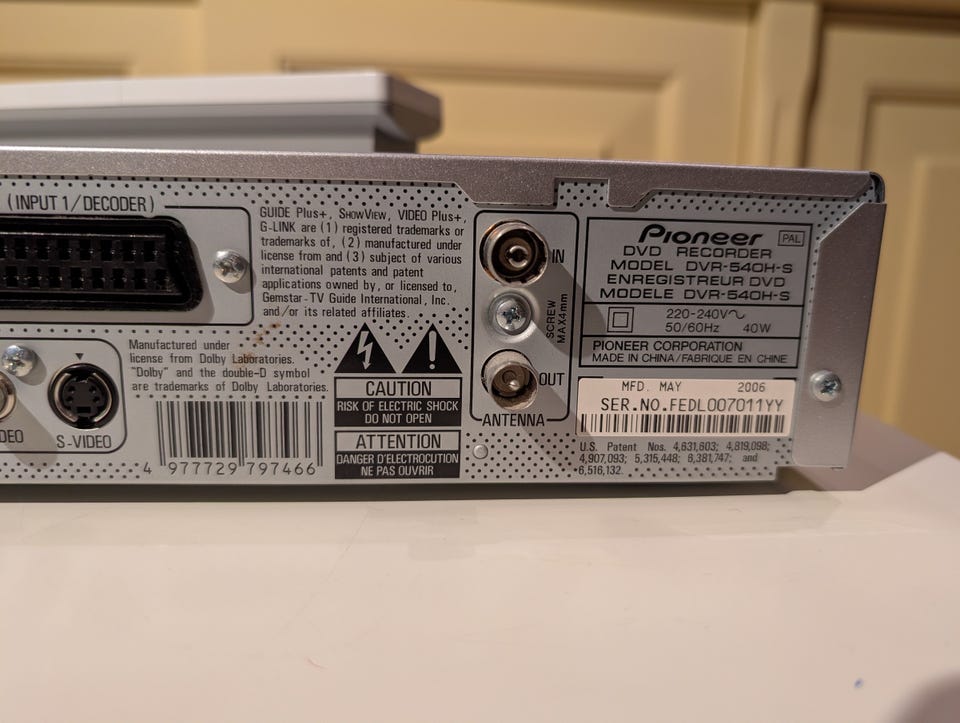 (INPUT 1/DECODER)
GUIDE Plus+, SHOWVIEW, VIDEO Plus+,
G-LINK are (1) registered trademarks or
trademarks of, (2) manufactured under
license from and (3) subject of various
international patents and patent
applications owned by, or licensed to,
Gemstar-TV Guide International, Inc.
and/or its related affiliates.
Manufactured under
license from Dolby Laboratories.
"Dolby" and the double-D symbol
are trademarks of Dolby Laboratories.
DEO
S-VIDEO
4 977729 797466
CAUTION
RISK OF ELECTRIC SHOCK
DO NOT OPEN
ATTENTION
DANGER D'ELECTROCUTION
NE PAS OUVRIR
IN
SCREW
MAX4mm
OUT
ANTENNA
Pioneer
PAL
DVD RECORDER
MODEL DVR-540H-S
ENREGISTREUR DVD
MODELE DVR-540H-S
220-240V~
50/60Hz 40W
PIONEER CORPORATION
MADE IN CHINA/FABRIQUE EN CHINE
MFD. MAY 2006
SER.NO.FEDL007011YY
U.S. Patent Nos. 4,631,603; 4,819,098;
4,907,093; 5,315,448; 6,381,747; and
6,516,132.